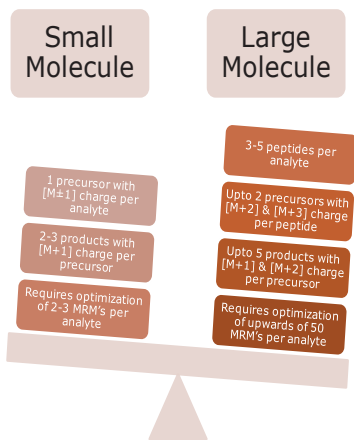 Small
Molecule
Large
Molecule
1 precursor with
[M±1] charge per
analyte
2-3 products with
[M+1] charge per
precursor
Requires optimization
of 2-3 MRM's per
analyte
3-5 peptides per
analyte
Upto 2 precursors with
[M+2] & [M+3] charge
per peptide
Upto 5 products with
[M+1] & [M+2] charge
per precursor
Requires optimization
of upwards of 50
MRM's per analyte